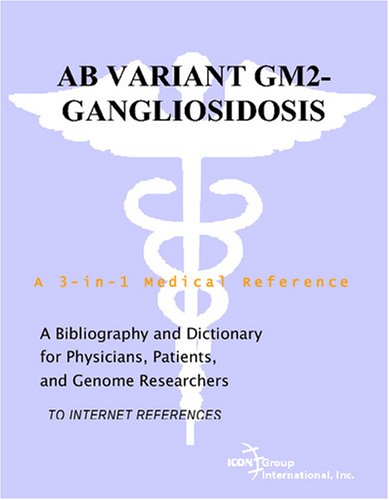 AB VARIANT GM2-
GANGLIOSIDOSIS
A 3-in-1 Medical Reference
A Bibliography and Dictionary
for Physicians, Patients,
and Genome Researchers
TO INTERNET REFERENCES
ICON Group
International, Inc.